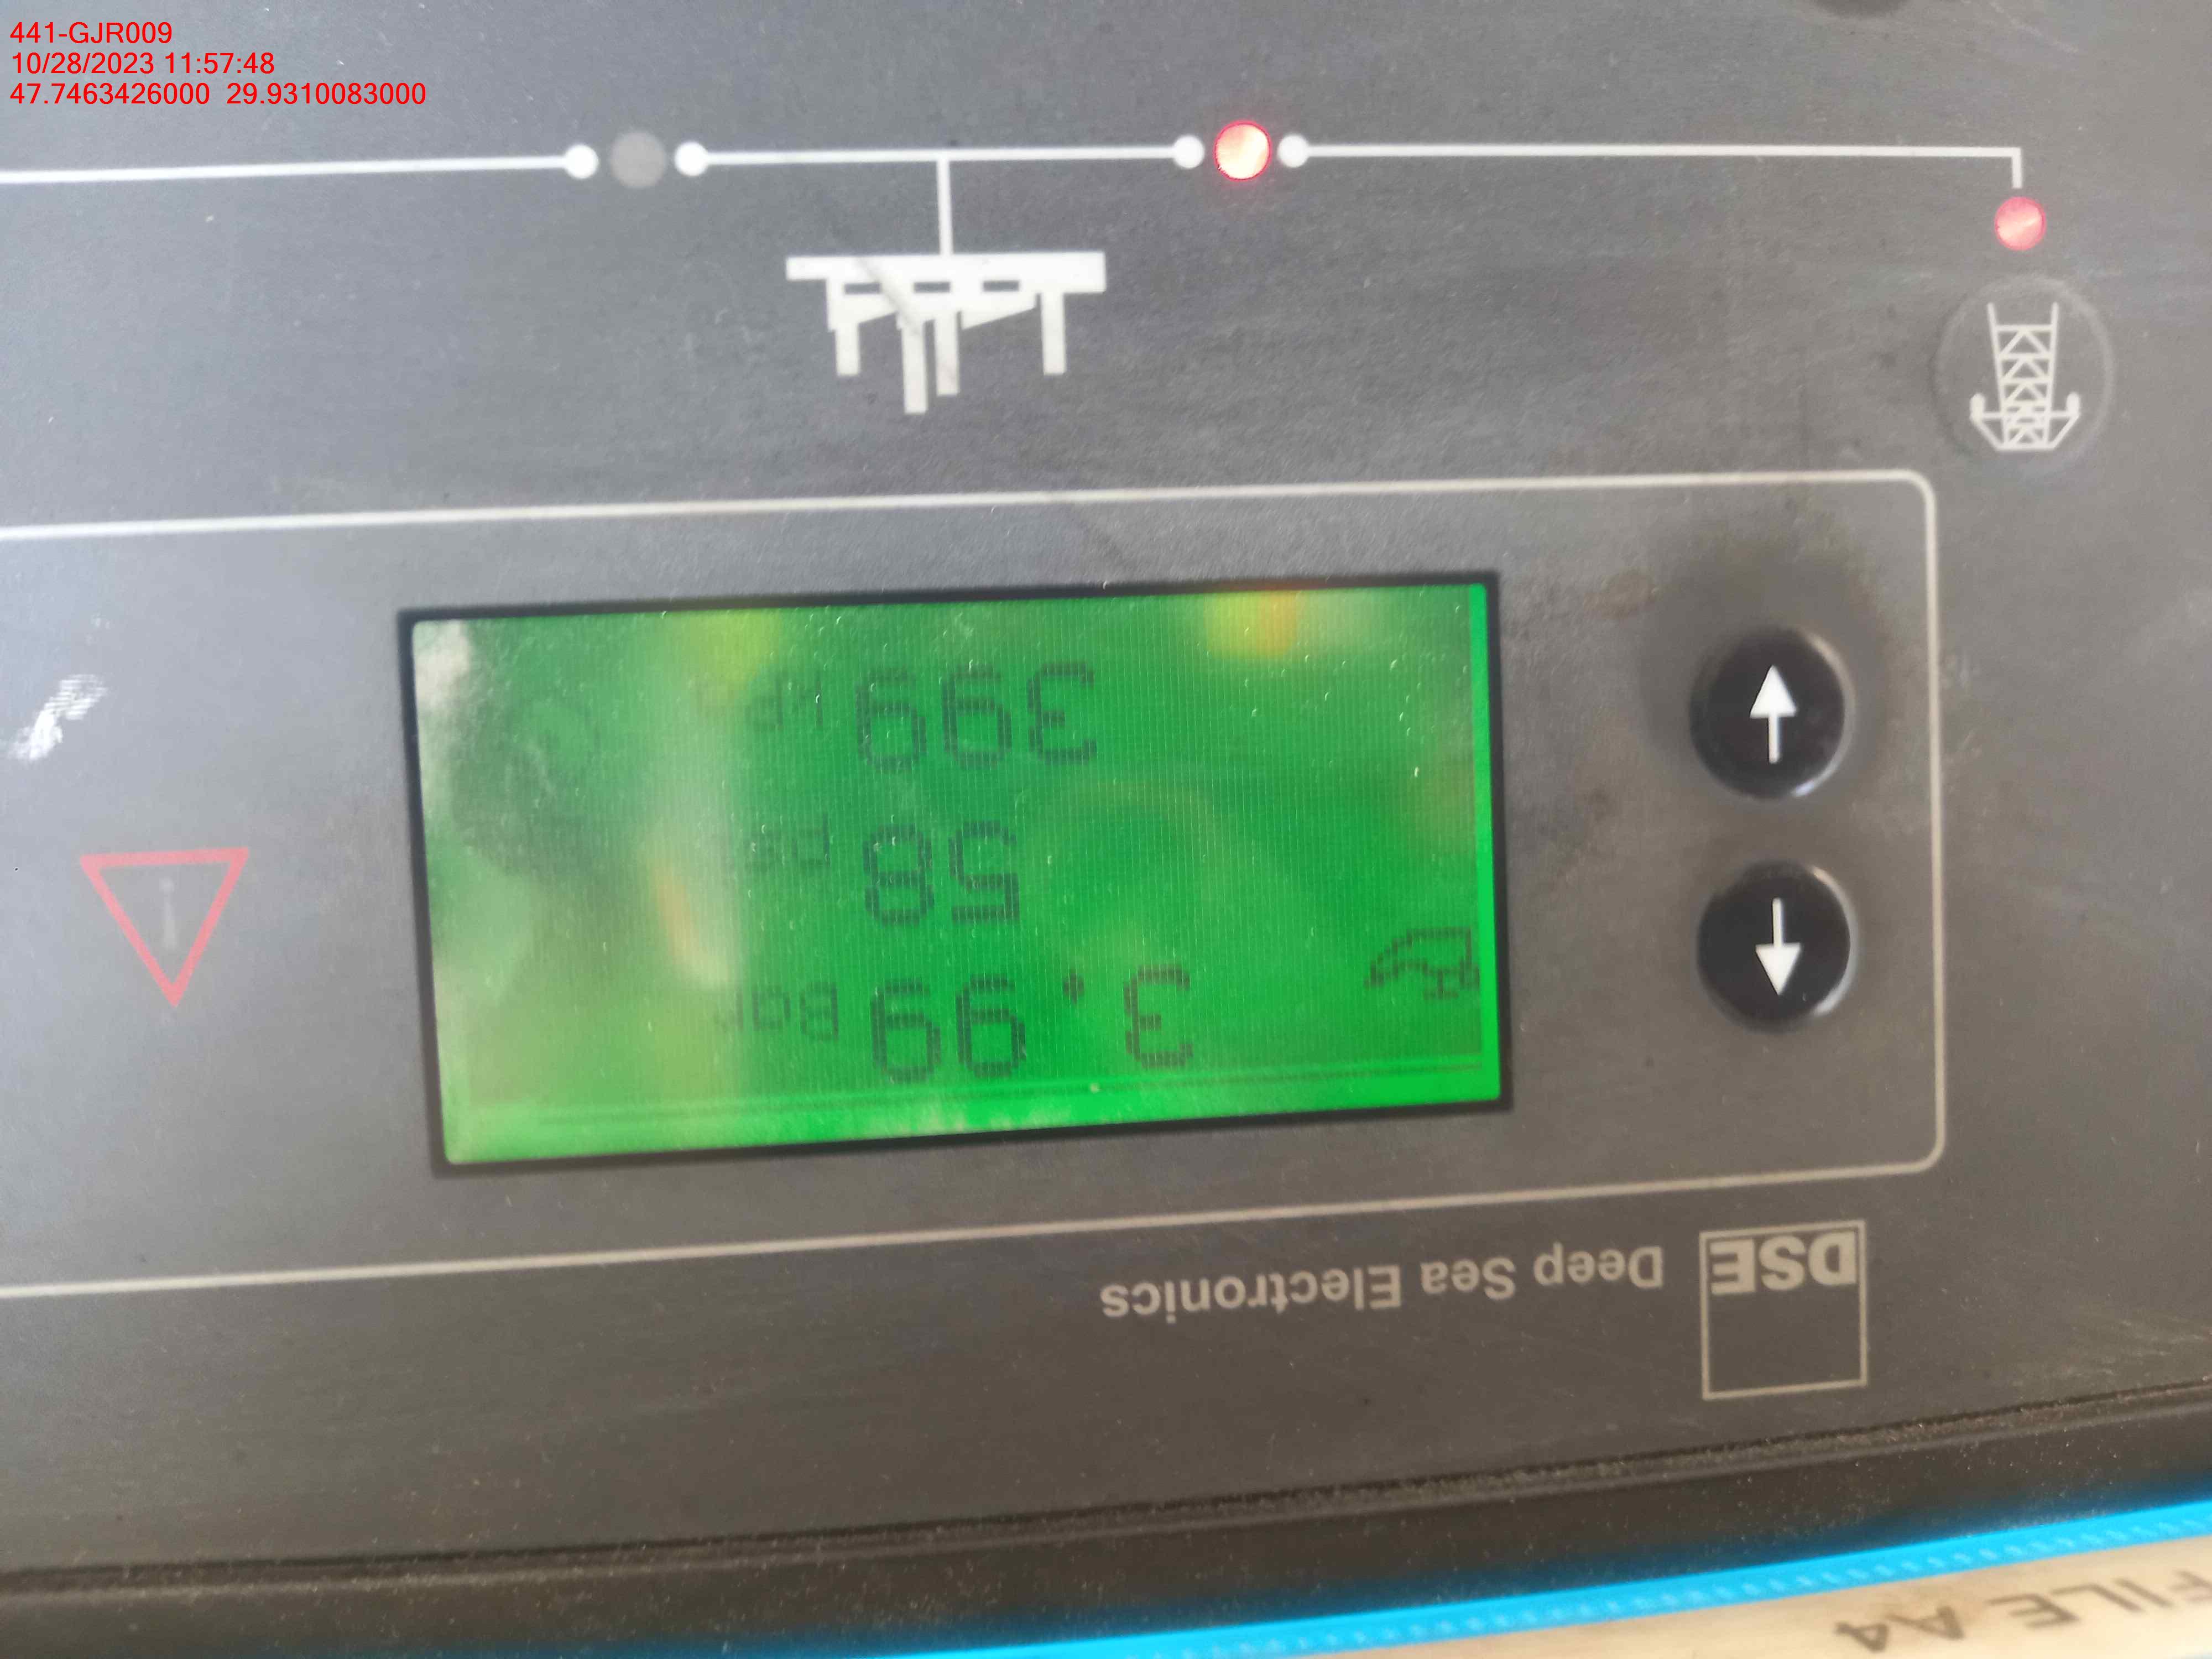 441-GJR009
10/28/2023 11:57:48
47.7463426000 29.9310083000
DSE Deep Sea Electronics
3.99 Bar
58 psi
399 kPa
FILE A4